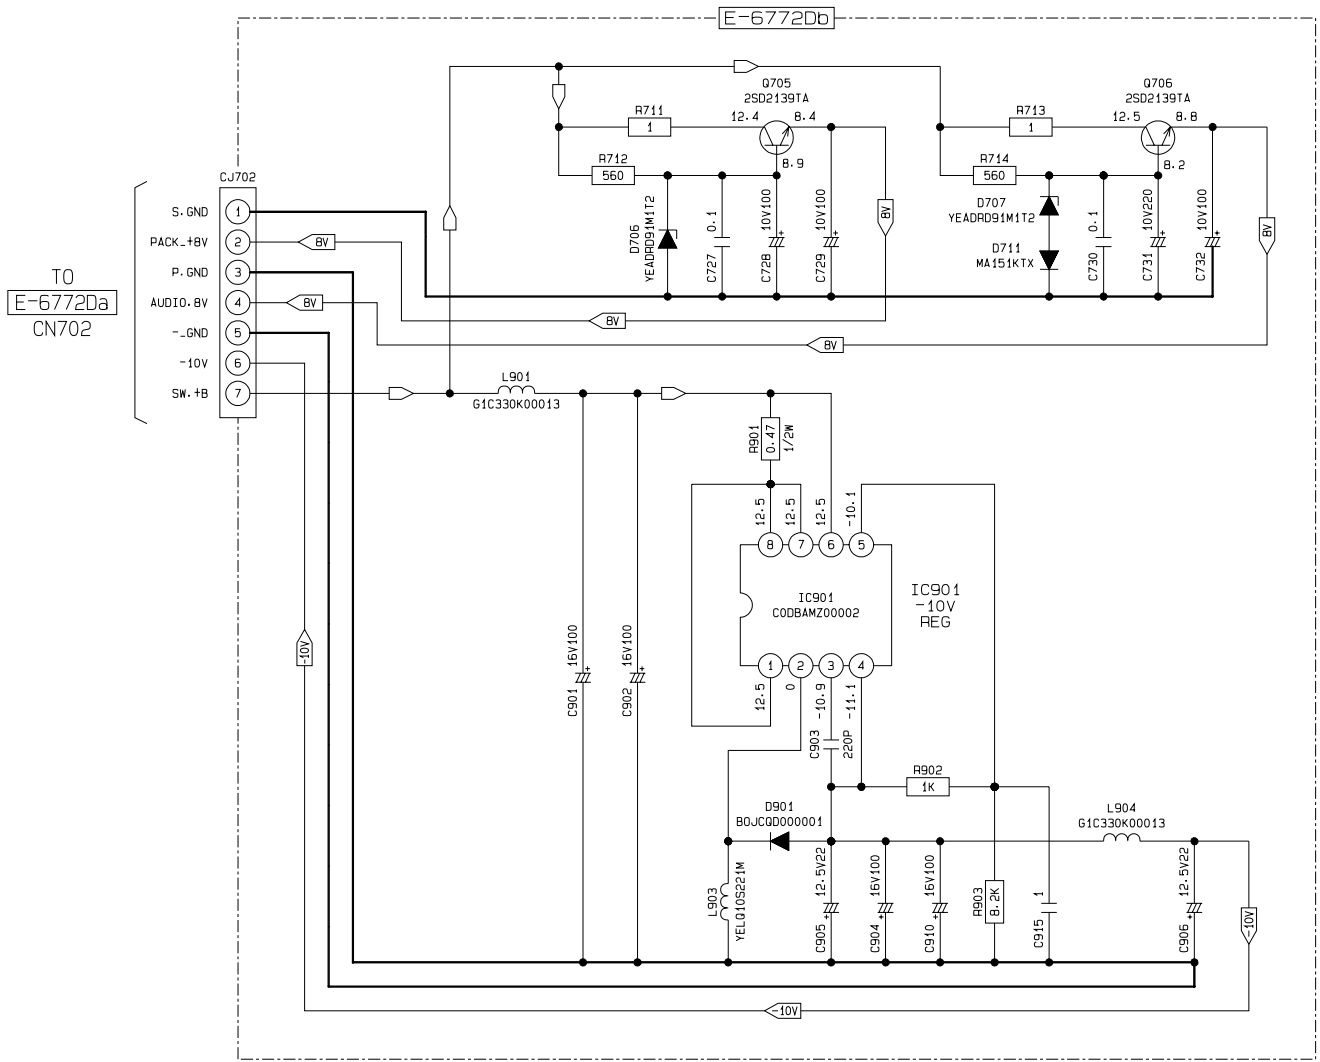 E-6772Db
Q705
2SD2139TA
12.4
8.4
8.9
R711
1
R712
560
D706
YEADRD91M1T2
C727
0.1
C728
10V100
C729
10V100
8V
Q706
2SD2139TA
12.5
8.8
8.2
R713
1
R714
560
D707
YEADRD91M1T2
D711
MA151KTX
C730
0.1
C731
10V220
C732
10V100
8V
CJ702
S.GND
1
PACK_+8V
2
8V
P.GND
3
AUDIO.8V
4
8V
-_GND
5
-10V
6
SW.+B
7
TO
E-6772Da
CN702
8V
8V
L901
G1C330K00013
R901
0.47
1/2W
12.5
12.5
12.5
-10.1
8
7
6
5
IC901
C0DBAMZ00002
IC901
-10V
REG
1
2
3
4
12.5
0
-10.9
-11.1
C901
16V100
C902
16V100
-10V
C903
220P
R902
1K
D901
B0JCQD000001
L904
G1C330K00013
L903
YELQ10S221M
C905
12.5V22
C904
16V100
C910
16V100
R903
8.2K
C915
1
C906
12.5V22
-10V
-10V